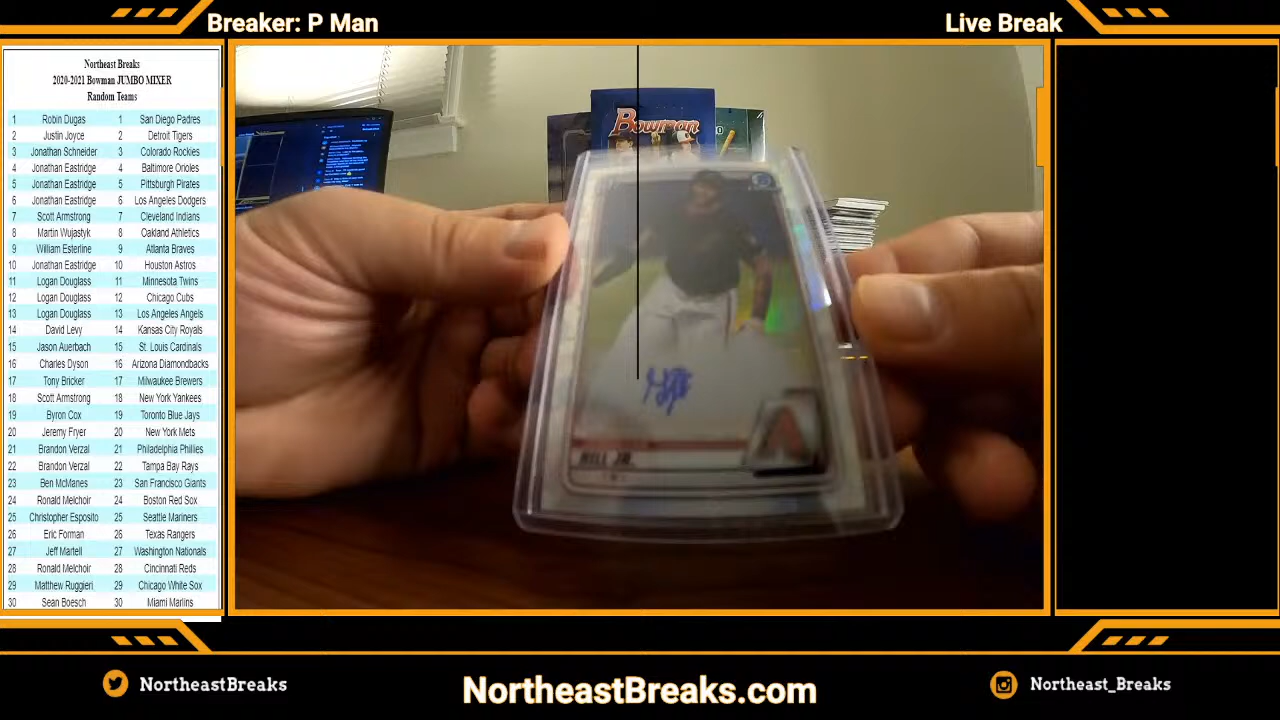 Breaker: P Man
Live Break
Northeast Breaks
2020-2021 Bowman JUMBO MIXER
Random Teams
1 Robin Dugas 1 San Diego Padres
2 Justin Joyce 2 Detroit Tigers
3 Jonathan Schneiter 3 Colorado Rockies
4 Jonathan Eastridge 4 Baltimore Orioles
5 Jonathan Eastridge 5 Pittsburgh Pirates
6 Jonathan Eastridge 6 Los Angeles Dodgers
7 Scott Armstrong 7 Cleveland Indians
8 Martin Wujastyk 8 Oakland Athletics
9 William Esterline 9 Atlanta Braves
10 Jonathan Eastridge 10 Houston Astros
11 Logan Douglass 11 Minnesota Twins
12 Logan Douglass 12 Chicago Cubs
13 Logan Douglass 13 Los Angeles Angels
14 David Levy 14 Kansas City Royals
15 Jason Auerbach 15 St. Louis Cardinals
16 Charles Dyson 16 Arizona Diamondbacks
17 Tony Bricker 17 Milwaukee Brewers
18 Scott Armstrong 18 New York Yankees
19 Byron Cox 19 Toronto Blue Jays
20 Jeremy Fryer 20 New York Mets
21 Brandon Verzal 21 Philadelphia Phillies
22 Brandon Verzal 22 Tampa Bay Rays
23 Ben McManes 23 San Francisco Giants
24 Ronald Melchoir 24 Boston Red Sox
25 Christopher Esposito 25 Seattle Mariners
26 Eric Forman 26 Texas Rangers
27 Jeff Martell 27 Washington Nationals
28 Ronald Melchoir 28 Cincinnati Reds
29 Matthew Ruggieri 29 Chicago White Sox
30 Sean Boesch 30 Miami Marlins
Bowman
HILL JR.
NortheastBreaks
NortheastBreaks.com
Northeast_Breaks